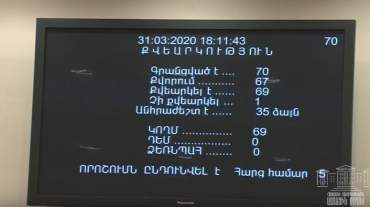 31:03:2020 18:11:43 70
ՔՎԵԱՐԿՈՒԹՅՈՒՆ
Գրանցված է .... 70
Քվորում ........... 67
Քվեարկել է ...... 69
Չի քվեարկել .... 1
Անհրաժեշտ է ... 35 ձայն
ԿՈՂՄ ................ 69
ԴԵՄ .................. 0
ՁԵՌՆՊԱՀ ......... 0
ՈՐՈՇՈՒՄՆ ԸՆԴՈՒՆՎԵԼ է Հարց համար 5
Panasonic